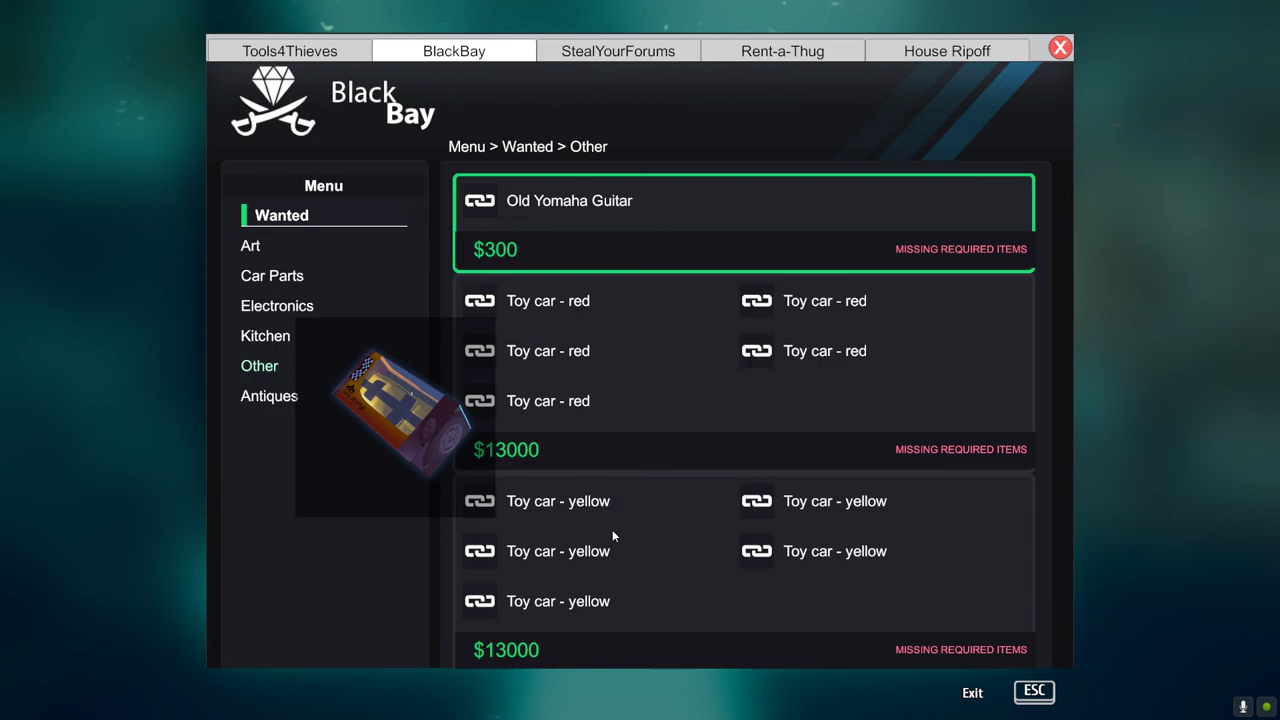 Tools4Thieves
BlackBay
StealYourForums
Rent-a-Thug
House Ripoff
X
Black
Bay
Menu > Wanted > Other
Menu
Wanted
Art
Car Parts
Electronics
Kitchen
Other
Antiques
Old Yomaha Guitar
$300
MISSING REQUIRED ITEMS
Toy car - red
Toy car - red
Toy car - red
Toy car - red
Toy car - red
$13000
MISSING REQUIRED ITEMS
Toy car - yellow
Toy car - yellow
Toy car - yellow
Toy car - yellow
Toy car - yellow
$13000
MISSING REQUIRED ITEMS
Exit
ESC